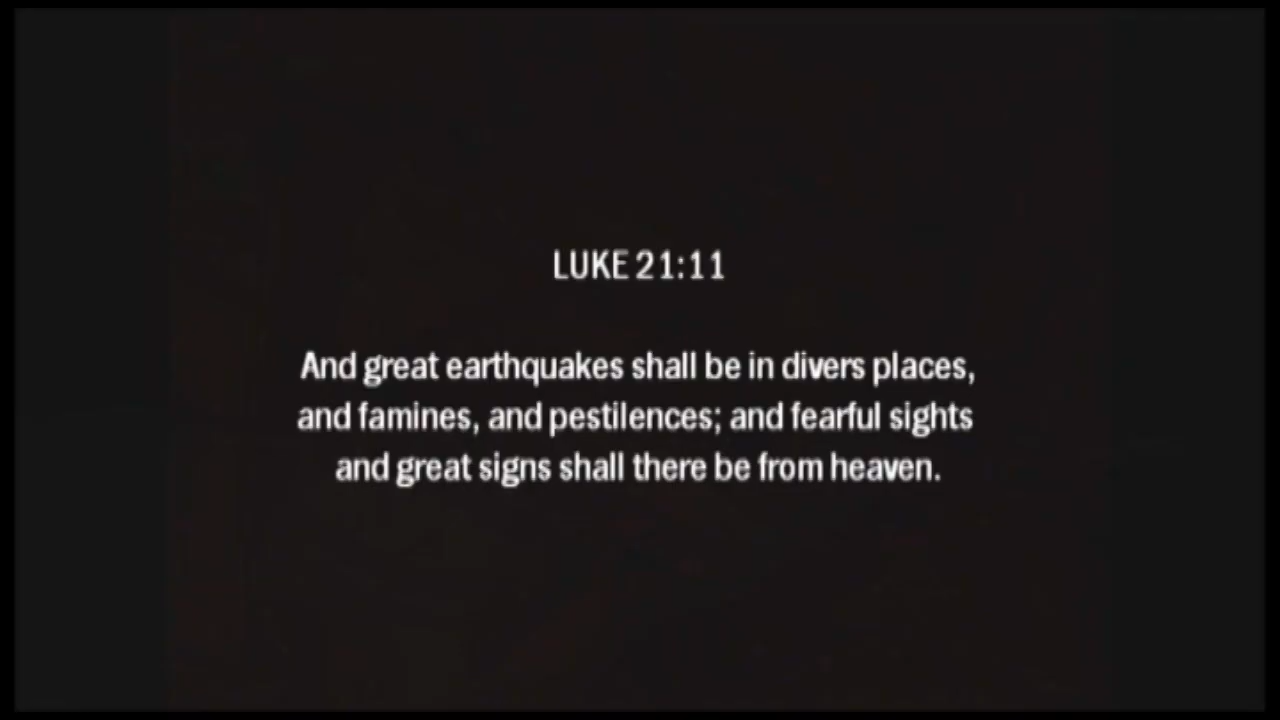 LUKE 21:11
And great earthquakes shall be in divers places,
and famines, and pestilences; and fearful sights
and great signs shall there be from heaven.